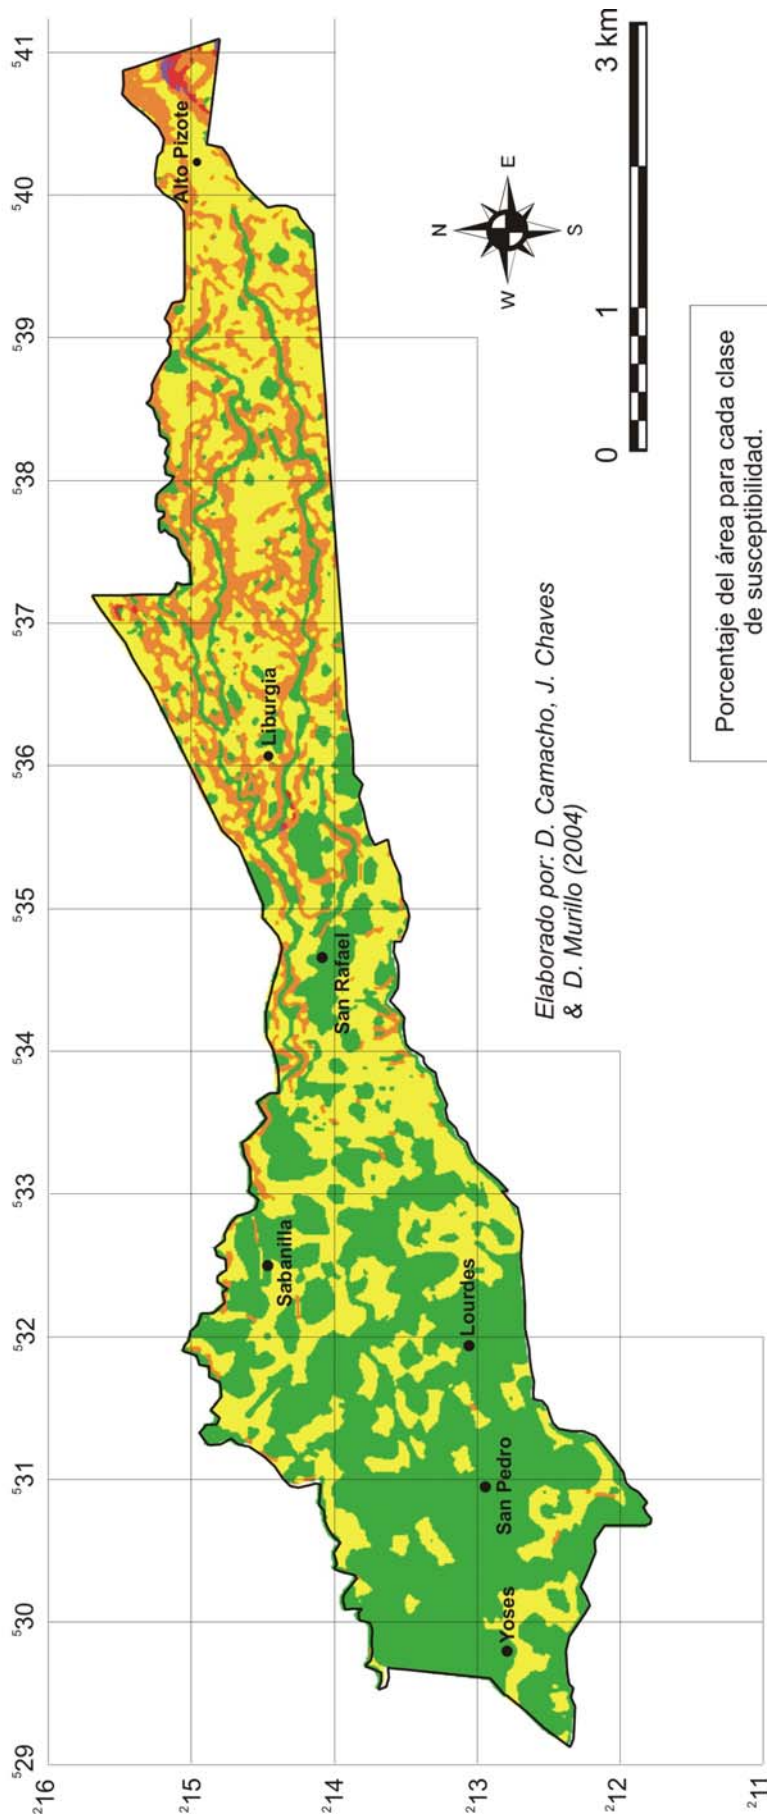 ⁵41
⁵40
⁵39
⁵38
⁵37
⁵36
⁵35
⁵34
⁵33
⁵32
⁵31
⁵30
⁵29
²16
²15
²14
²13
²12
²11
Alto Pizote
Liburgia
San Rafael
Sabanilla
Lourdes
San Pedro
Yoses
N
E
S
W
0
1
3 km
Elaborado por: D. Camacho, J. Chaves
& D. Murillo (2004)
Porcentaje del área para cada clase
de susceptibilidad.